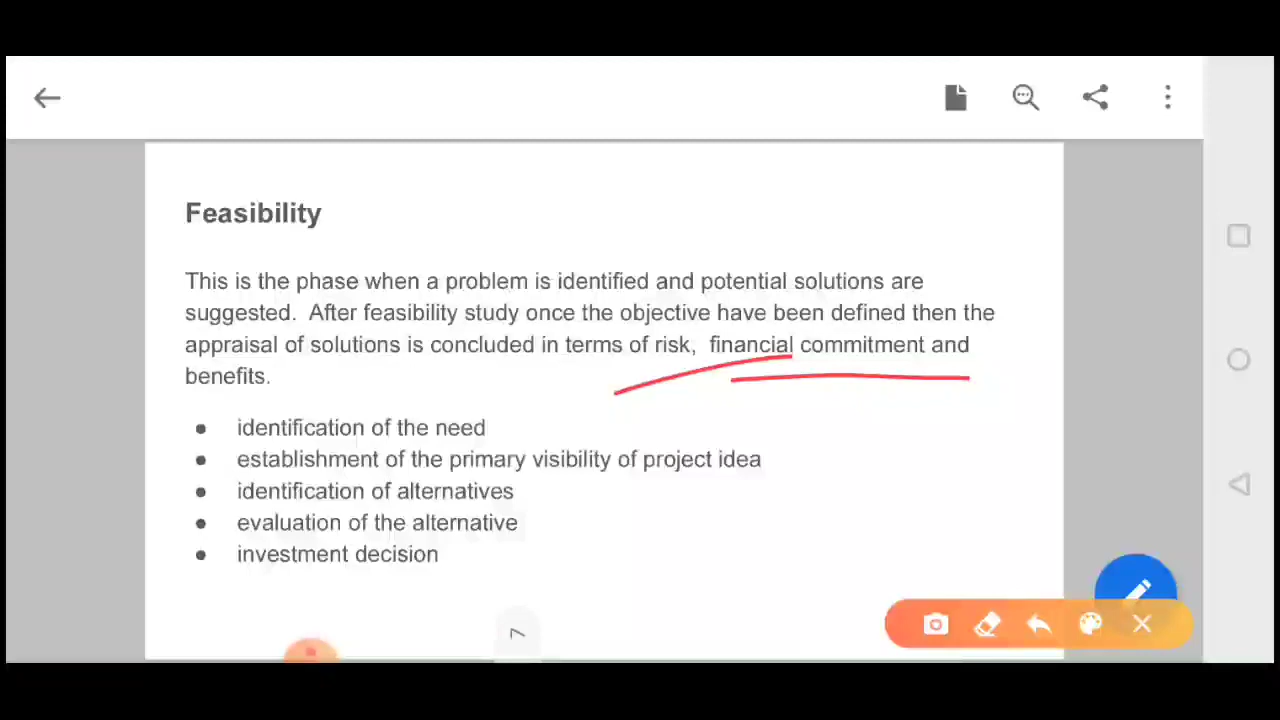 Feasibility
This is the phase when a problem is identified and potential solutions are
suggested. After feasibility study once the objective have been defined then the
appraisal of solutions is concluded in terms of risk, financial commitment and
benefits.
● identification of the need
● establishment of the primary visibility of project idea
● identification of alternatives
● evaluation of the alternative
● investment decision
7